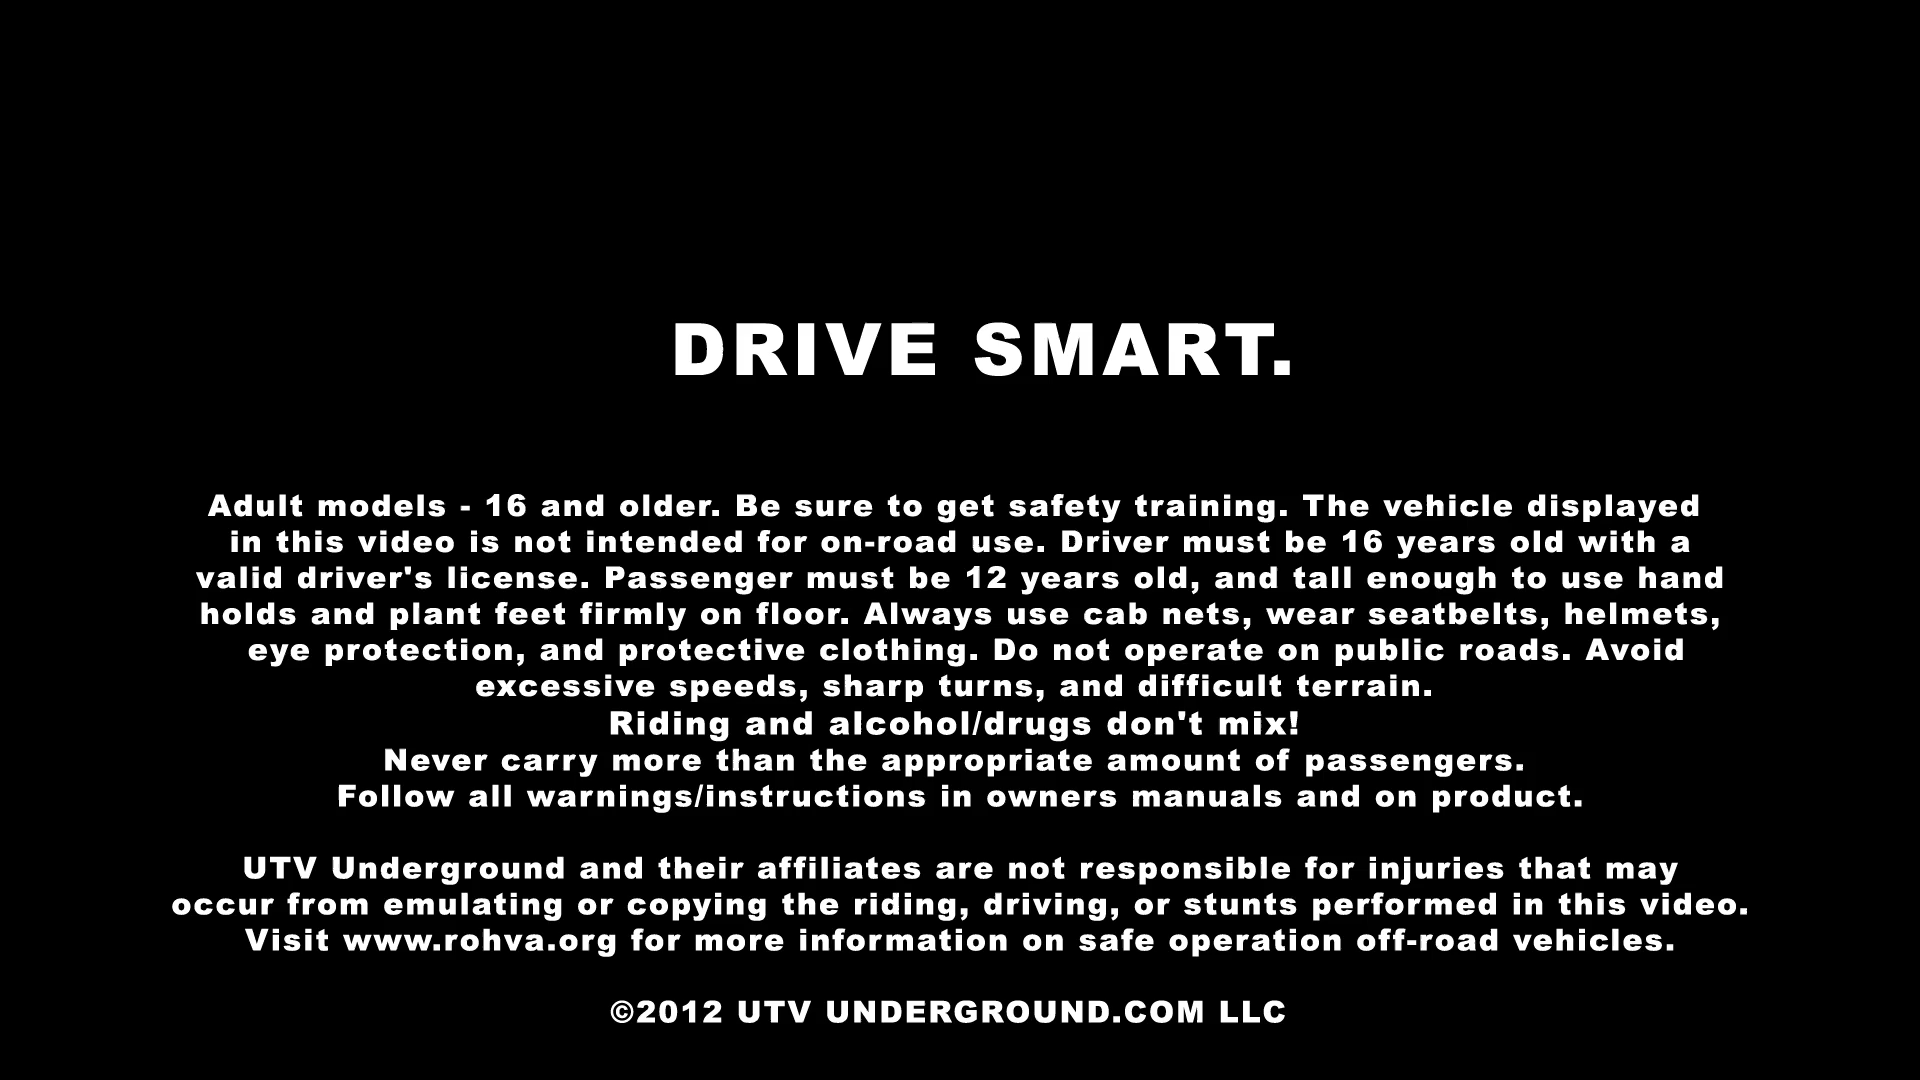 DRIVE SMART.
Adult models - 16 and older. Be sure to get safety training. The vehicle displayed
in this video is not intended for on-road use. Driver must be 16 years old with a
valid driver's license. Passenger must be 12 years old, and tall enough to use hand
holds and plant feet firmly on floor. Always use cab nets, wear seatbelts, helmets,
eye protection, and protective clothing. Do not operate on public roads. Avoid
excessive speeds, sharp turns, and difficult terrain.
Riding and alcohol/drugs don't mix!
Never carry more than the appropriate amount of passengers.
Follow all warnings/instructions in owners manuals and on product.
UTV Underground and their affiliates are not responsible for injuries that may
occur from emulating or copying the riding, driving, or stunts performed in this video.
Visit www.rohva.org for more information on safe operation off-road vehicles.
©2012 UTV UNDERGROUND.COM LLC